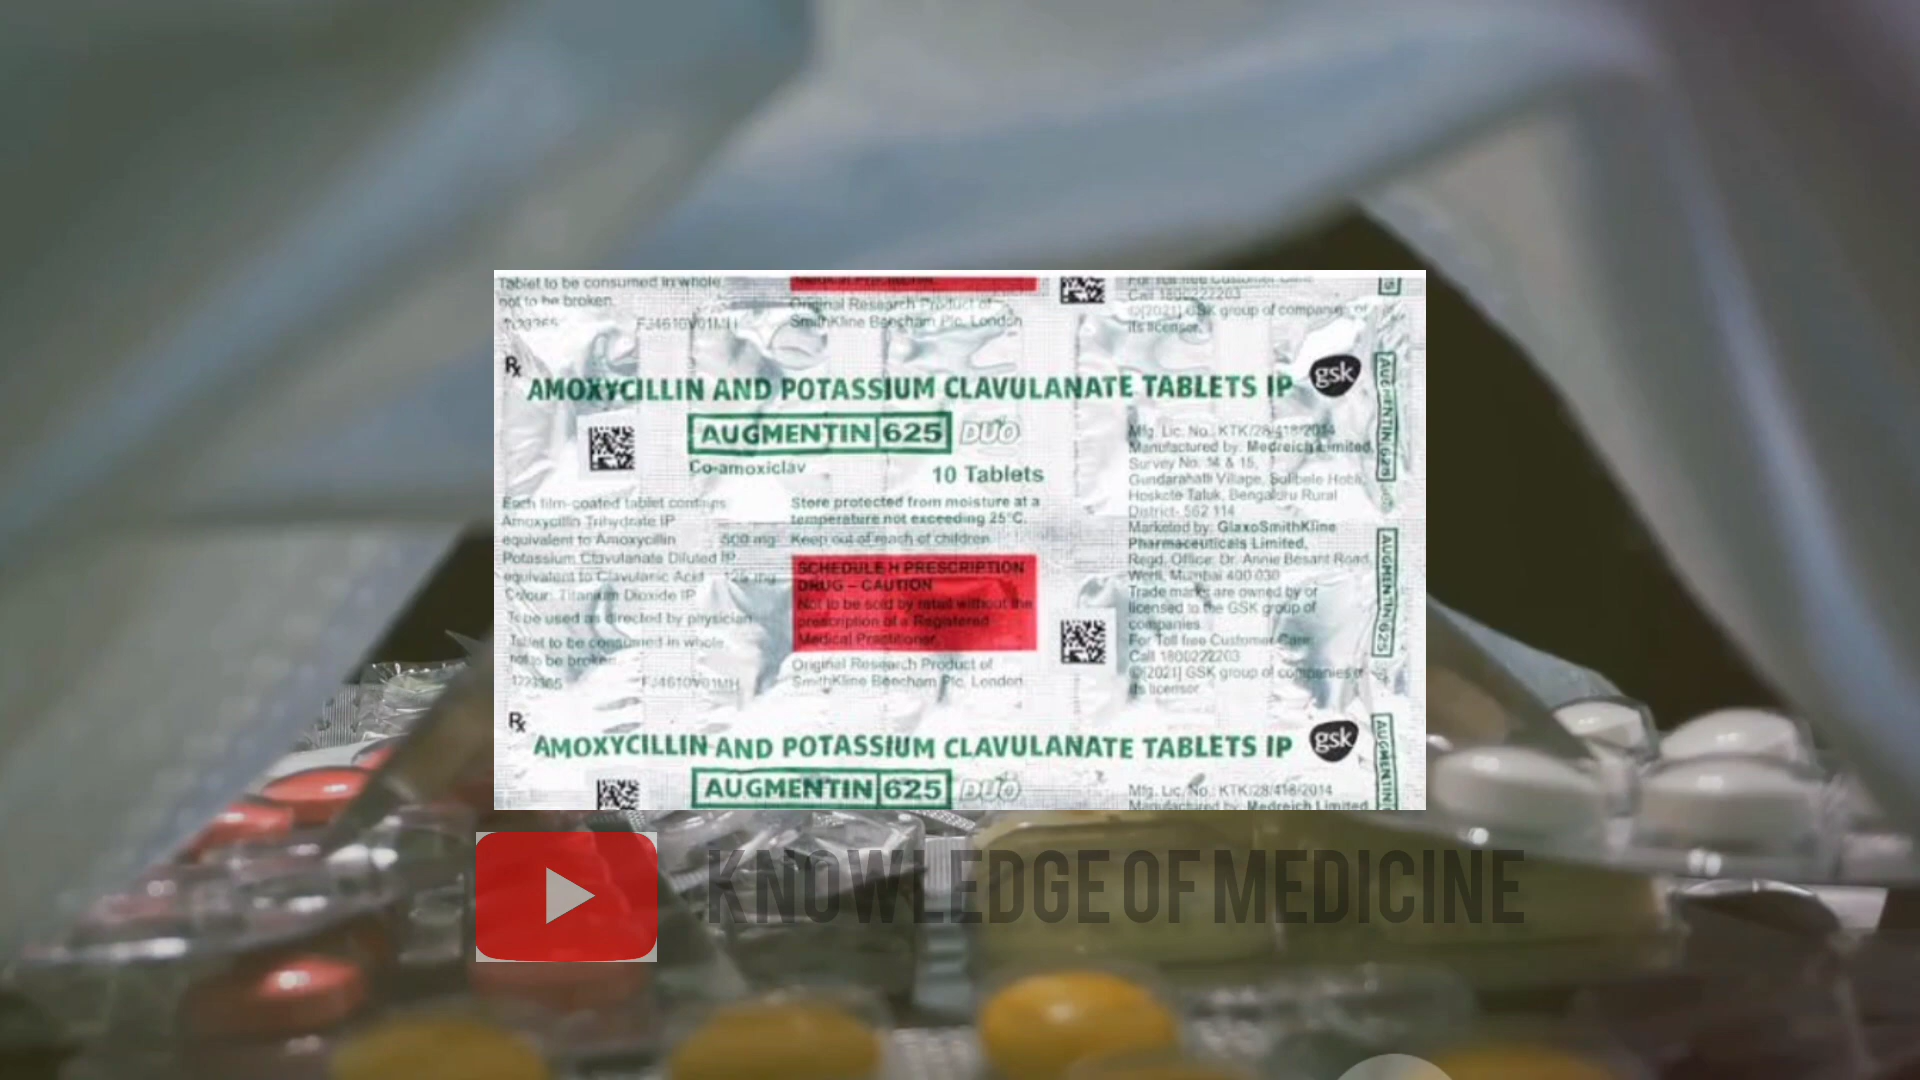 Tablet to be consumed in whole,
not to be broken.
FJ4610V01MH
Original Research Product of
SmithKline Beecham Plc, London
For Toll free Customer Care
Call 1800222203
©[2021] GSK group of companies or
its licensor.
Rx
AMOXYCILLIN AND POTASSIUM CLAVULANATE TABLETS IP
gsk
AUGMENTIN 625 DUO
Co-amoxiclav
10 Tablets
Each film-coated tablet contains
Amoxycillin Trihydrate IP
equivalent to Amoxycillin 500 mg
Potassium Clavulanate Diluted IP
equivalent to Clavulanic Acid 125 mg
Colour: Titanium Dioxide IP
To be used as directed by physician
Tablet to be consumed in whole,
not to be broken.
FJ4610V01MH
Store protected from moisture at a
temperature not exceeding 25°C.
Keep out of reach of children
SCHEDULE H PRESCRIPTION
DRUG – CAUTION
Not to be sold by retail without the
prescription of a Registered
Medical Practitioner.
Original Research Product of
SmithKline Beecham Plc, London
Mfg. Lic. No.: KTK/28/418/2014
Manufactured by: Medreich Limited,
Survey No. 14 & 15,
Gundarahalli Village, Sulibele Hobli,
Hoskote Taluk, Bengaluru Rural
District- 562 114
Marketed by: GlaxoSmithKline
Pharmaceuticals Limited,
Regd. Office: Dr. Annie Besant Road,
Worli, Mumbai 400 030
Trade marks are owned by or
licensed to the GSK group of
companies
For Toll free Customer Care
Call 1800222203
©[2021] GSK group of companies or
its licensor
AUGMENTIN 625
AUGMENTIN 625
Rx
AMOXYCILLIN AND POTASSIUM CLAVULANATE TABLETS IP
gsk
AUGMENTIN 625 DUO
Mfg. Lic. No.: KTK/28/418/2014
Manufactured by: Medreich Limited
AUGMENTIN
KNOWLEDGE OF MEDICINE